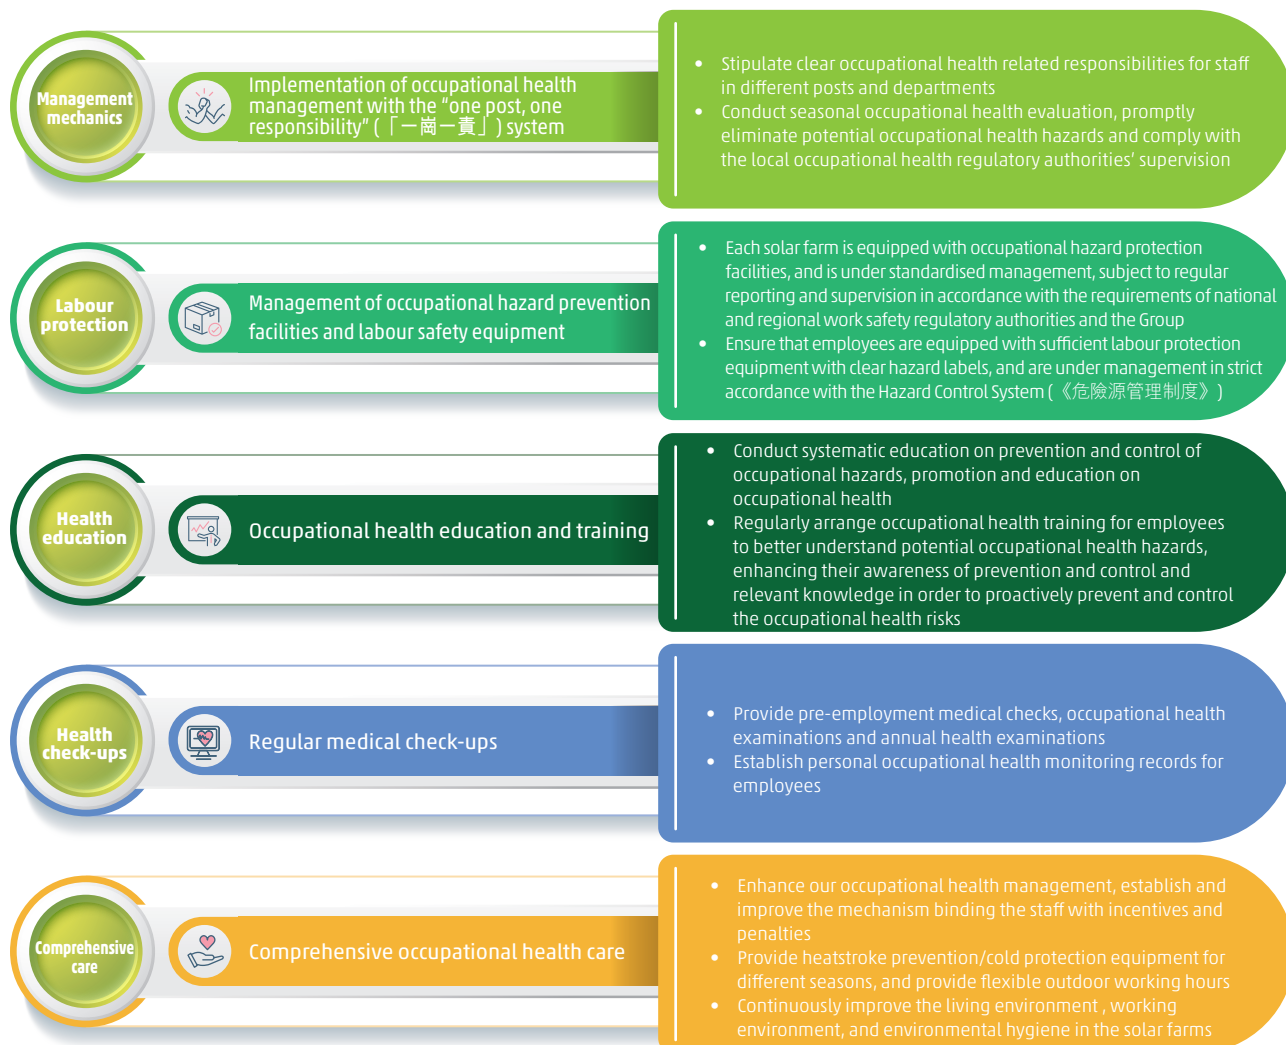 Management
mechanics
Implementation of occupational health
management with the “one post, one
responsibility” (「一崗一責」) system
• Stipulate clear occupational health related responsibilities for staff
in different posts and departments
• Conduct seasonal occupational health evaluation, promptly
eliminate potential occupational health hazards and comply with
the local occupational health regulatory authorities’ supervision
Labour
protection
Management of occupational hazard prevention
facilities and labour safety equipment
• Each solar farm is equipped with occupational hazard protection
facilities, and is under standardised management, subject to regular
reporting and supervision in accordance with the requirements of national
and regional work safety regulatory authorities and the Group
• Ensure that employees are equipped with sufficient labour protection
equipment with clear hazard labels, and are under management in strict
accordance with the Hazard Control System (《危險源管理制度》)
Health
education
Occupational health education and training
• Conduct systematic education on prevention and control of
occupational hazards, promotion and education on
occupational health
• Regularly arrange occupational health training for employees
to better understand potential occupational health hazards,
enhancing their awareness of prevention and control and
relevant knowledge in order to proactively prevent and control
the occupational health risks
Health
check-ups
Regular medical check-ups
• Provide pre-employment medical checks, occupational health
examinations and annual health examinations
• Establish personal occupational health monitoring records for
employees
Comprehensive
care
Comprehensive occupational health care
• Enhance our occupational health management, establish and
improve the mechanism binding the staff with incentives and
penalties
• Provide heatstroke prevention/cold protection equipment for
different seasons, and provide flexible outdoor working hours
• Continuously improve the living environment , working
environment, and environmental hygiene in the solar farms